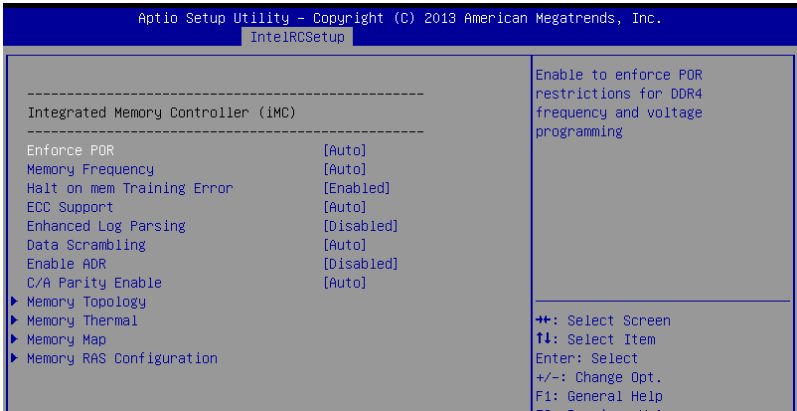 Aptio Setup Utility – Copyright (C) 2013 American Megatrends, Inc.
IntelRCSetup
--------------------------------------------------
Integrated Memory Controller (iMC)
--------------------------------------------------
Enforce POR [Auto]
Memory Frequency [Auto]
Halt on mem Training Error [Enabled]
ECC Support [Auto]
Enhanced Log Parsing [Disabled]
Data Scrambling [Auto]
Enable ADR [Disabled]
C/A Parity Enable [Auto]
Memory Topology
Memory Thermal
Memory Map
Memory RAS Configuration
Enable to enforce POR
restrictions for DDR4
frequency and voltage
programming
→←: Select Screen
↑↓: Select Item
Enter: Select
+/-: Change Opt.
F1: General Help